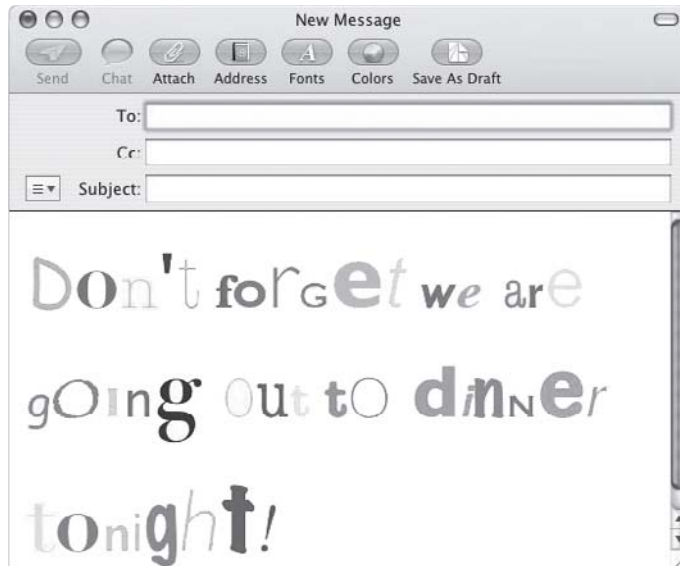 New Message
Send Chat Attach Address Fonts Colors Save As Draft
To:
Cc:
Subject:
Don't forGet we are
gOIng Out tO dinNer
tonight!